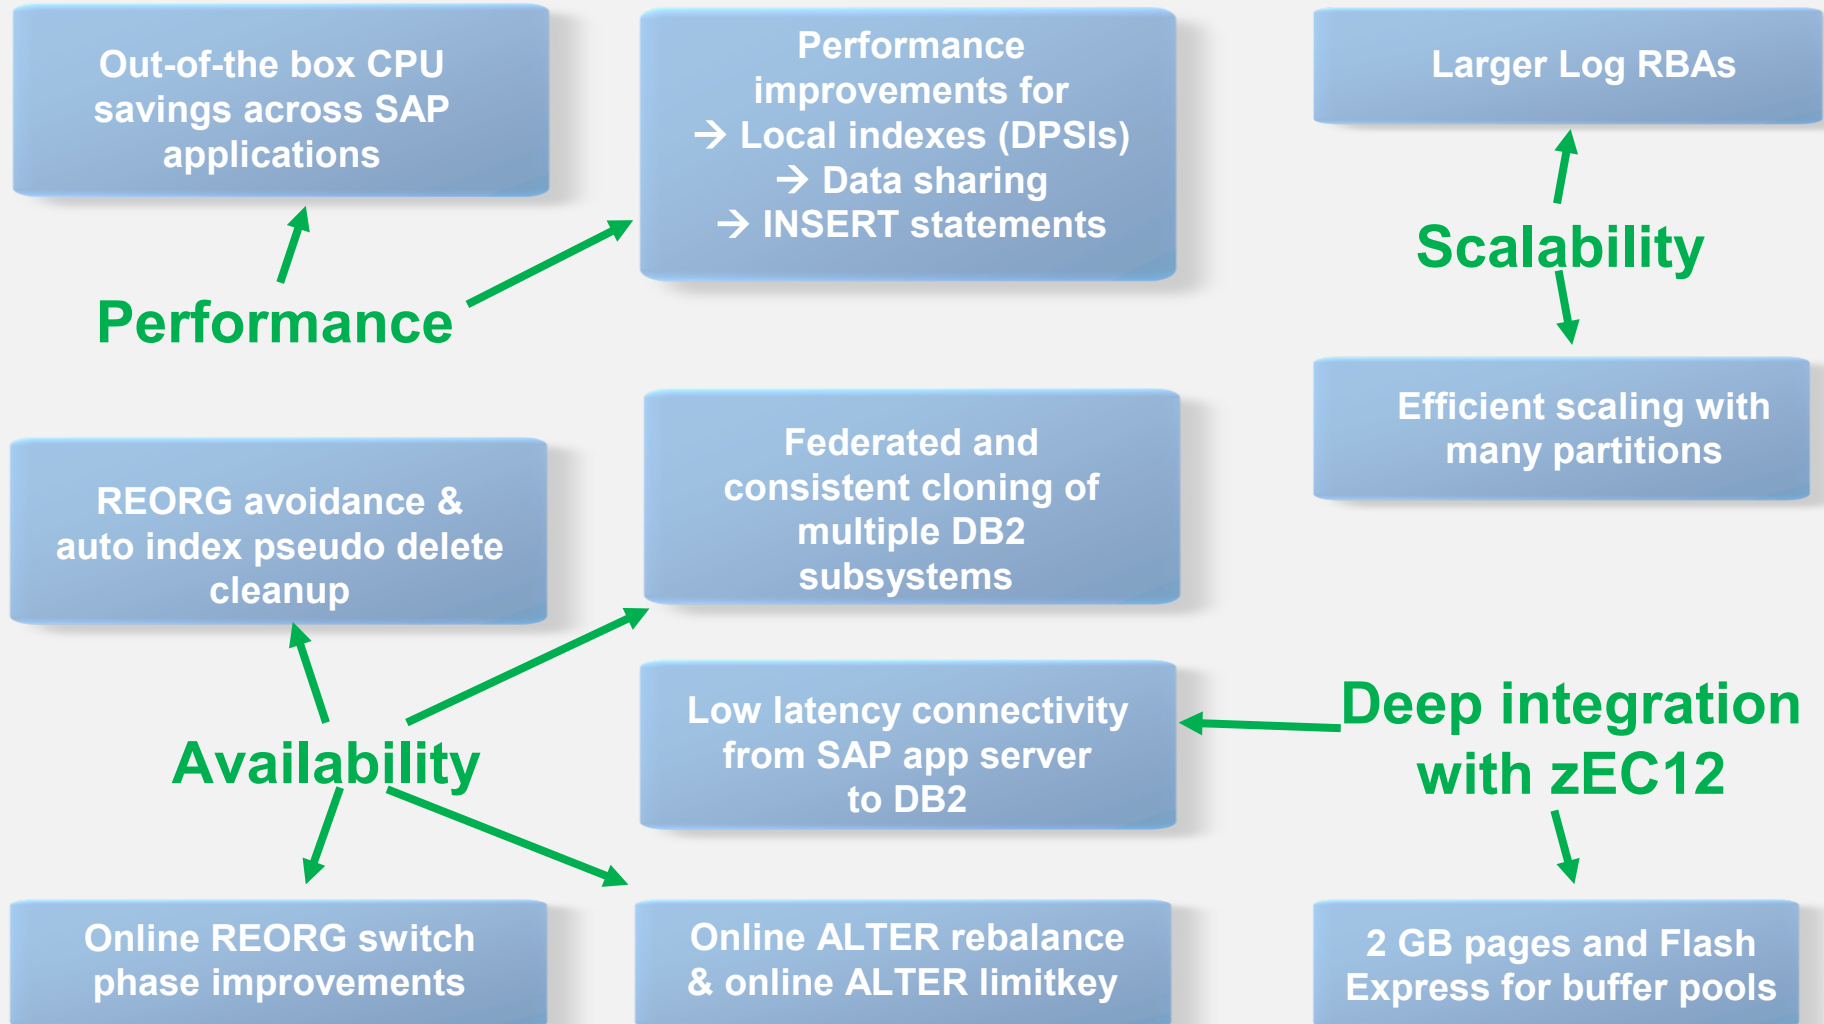 Out-of-the box CPU
savings across SAP
applications
Performance
improvements for
→ Local indexes (DPSIs)
→ Data sharing
→ INSERT statements
Larger Log RBAs
Performance
Scalability
Efficient scaling with
many partitions
REORG avoidance &
auto index pseudo delete
cleanup
Federated and
consistent cloning of
multiple DB2
subsystems
Availability
Low latency connectivity
from SAP app server
to DB2
Deep integration
with zEC12
Online REORG switch
phase improvements
Online ALTER rebalance
& online ALTER limitkey
2 GB pages and Flash
Express for buffer pools